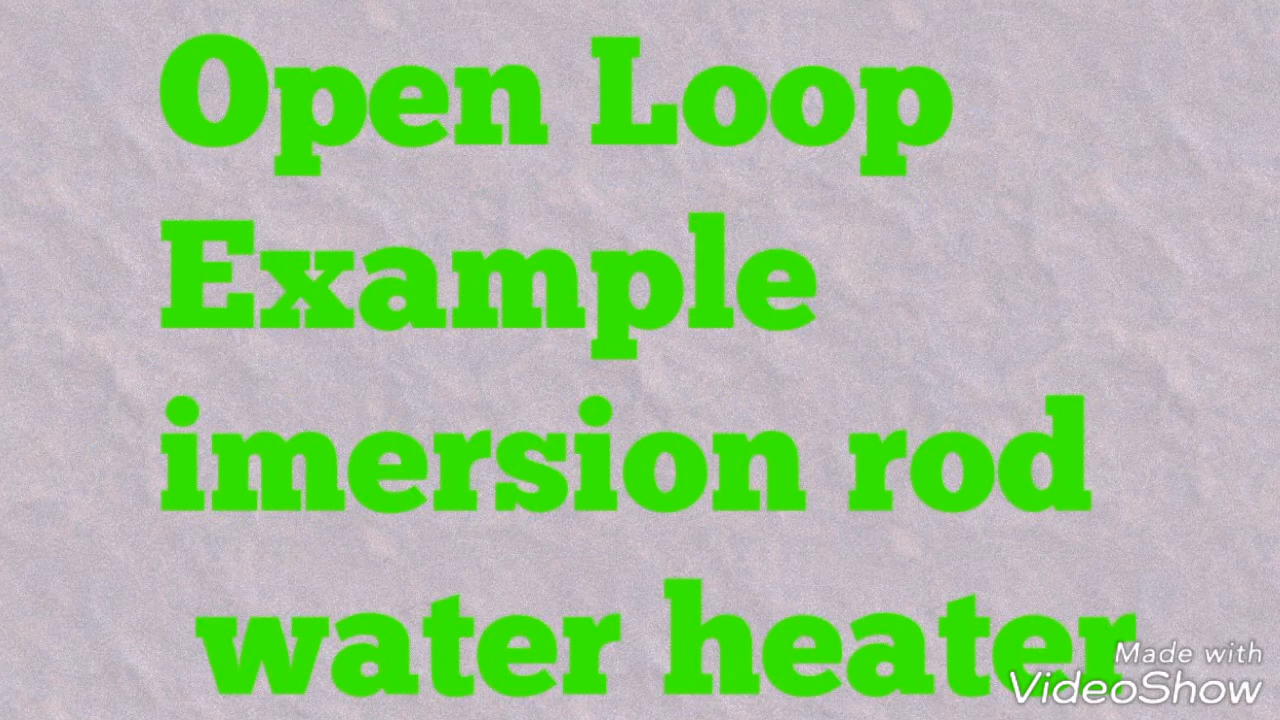 Open Loop
Example
imersion rod
water heater
Made with
VideoShow